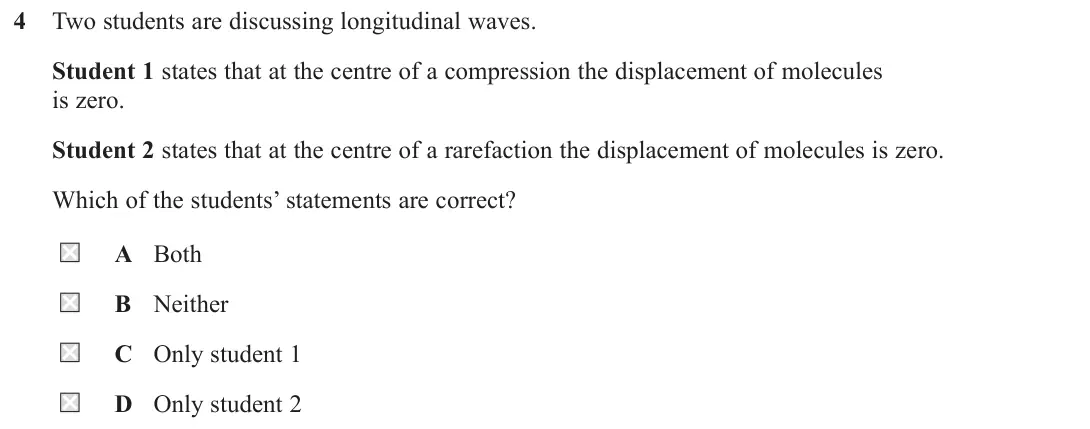 4 Two students are discussing longitudinal waves.
Student 1 states that at the centre of a compression the displacement of molecules
is zero.
Student 2 states that at the centre of a rarefaction the displacement of molecules is zero.
Which of the students’ statements are correct?
A Both
B Neither
C Only student 1
D Only student 2